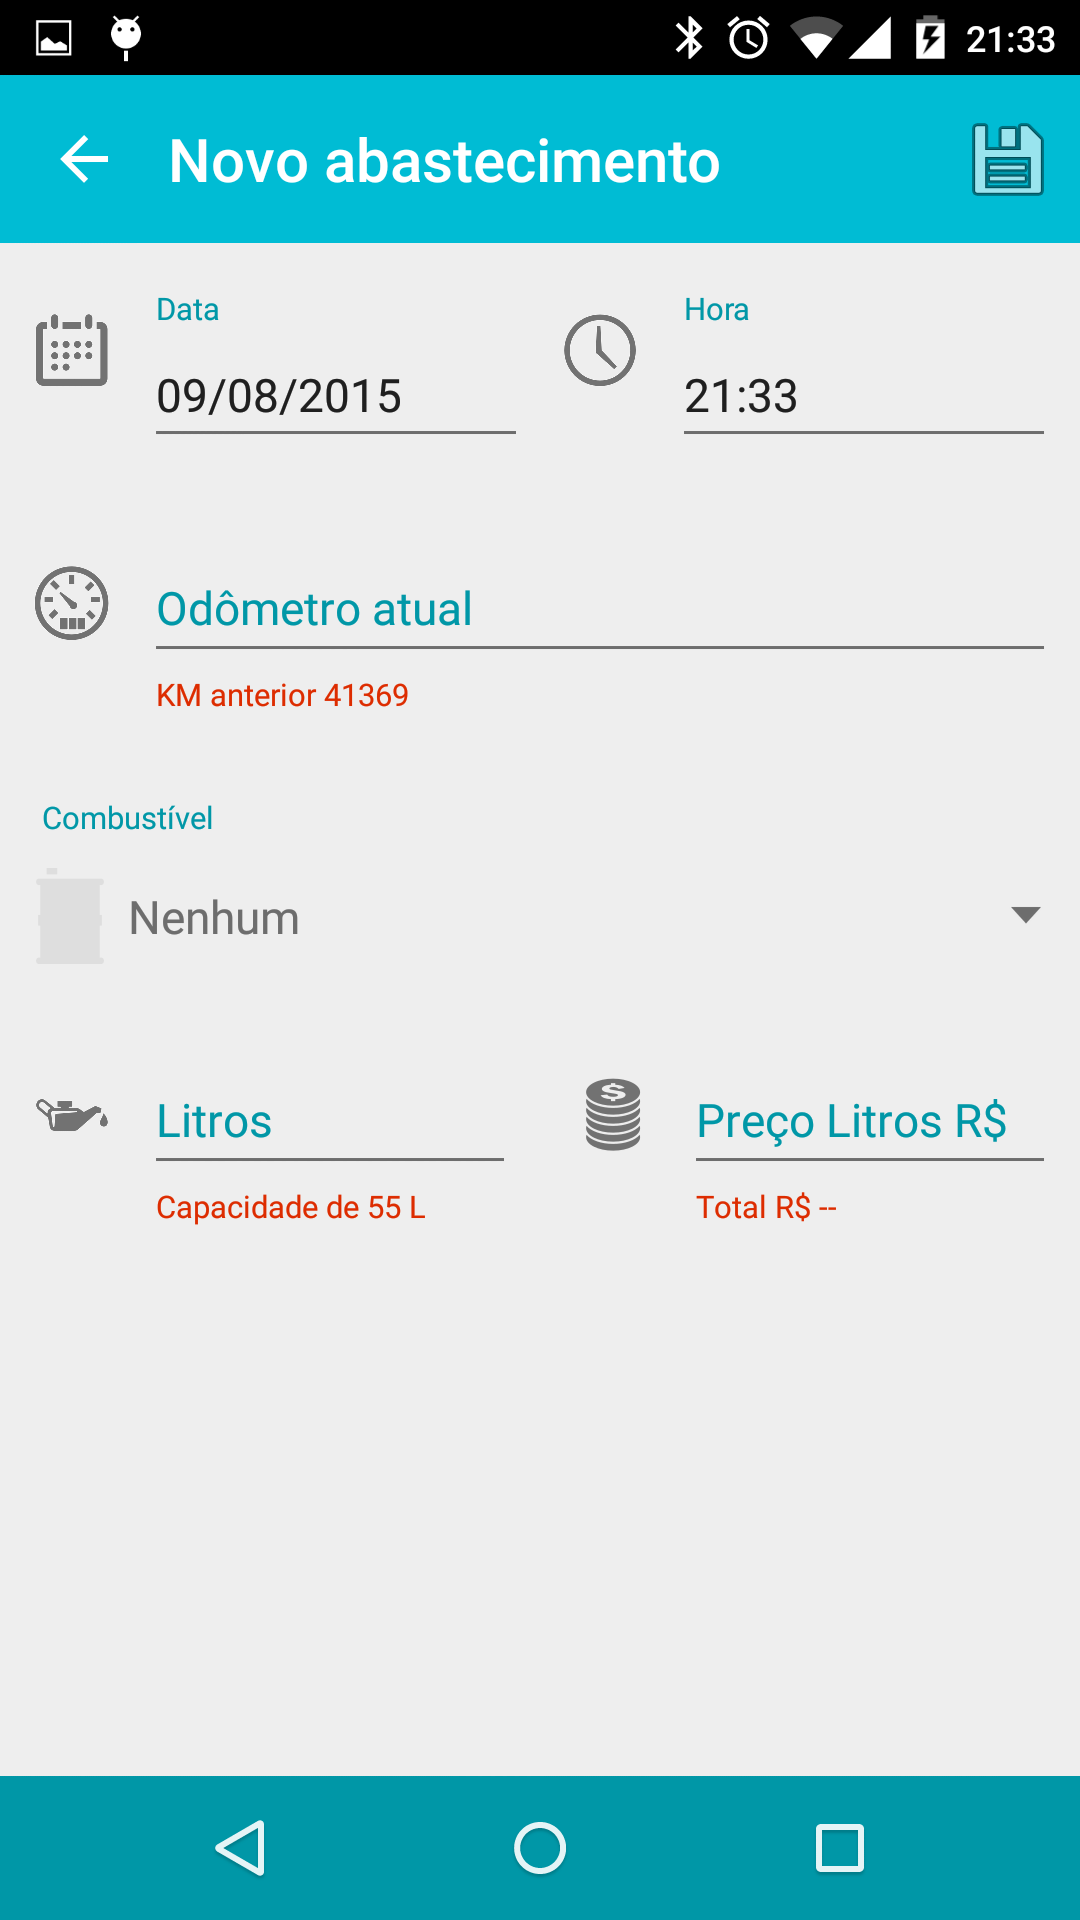 21:33
Novo abastecimento
Data
Hora
09/08/2015
21:33
Odômetro atual
KM anterior 41369
Combustível
Nenhum
Litros
Preço Litros R$
Capacidade de 55 L
Total R$ --